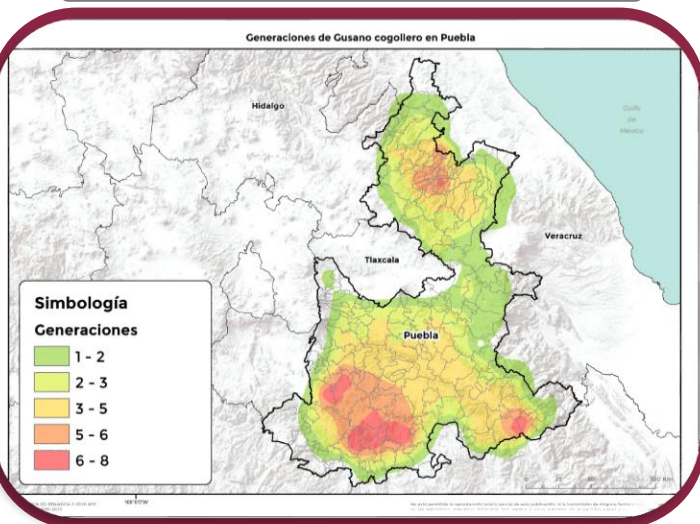 Generaciones de Gusano cogollero en Puebla
Hidalgo
Golfo
de
México
Veracruz
Tlaxcala
Puebla
Simbología
Generaciones
1 - 2
2 - 3
3 - 5
5 - 6
6 - 8